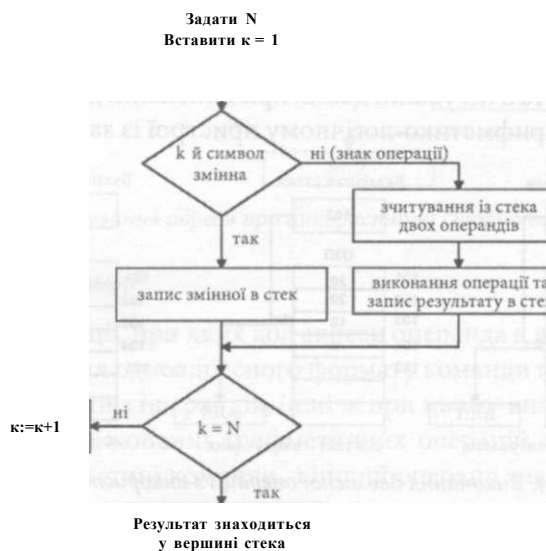 Задати N
Вставити к = 1
k й символ
змінна
ні (знак операції)
зчитування із стека
двох операндів
так
запис змінної в стек
виконання операції та
запис результату в стек
к:=к+1
ні
k = N
так
Результат знаходиться
у вершині стека